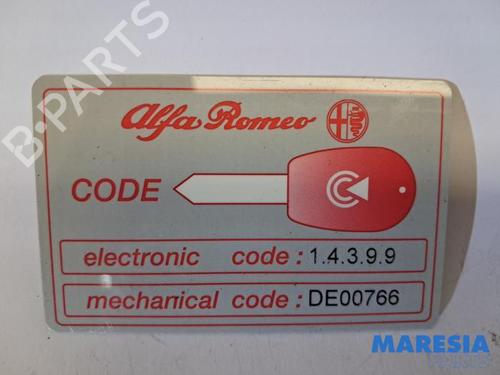 B-PARTS
Alfa Romeo
CODE
electronic code : 1.4.3.9.9
mechanical code : DE00766
MARESIA